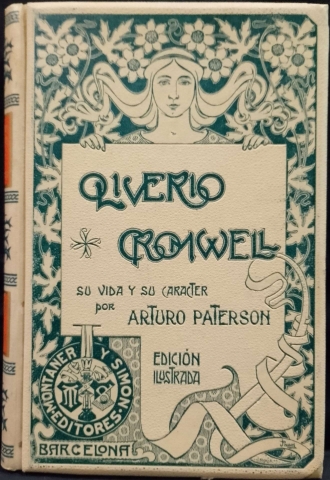 OLIVERIO
CROMWELL
SU VIDA Y SU CARACTER
por
ARTURO PATERSON
EDICIÓN
ILUSTRADA
MONTANER Y SIMON
EDITORES
BARCELONA